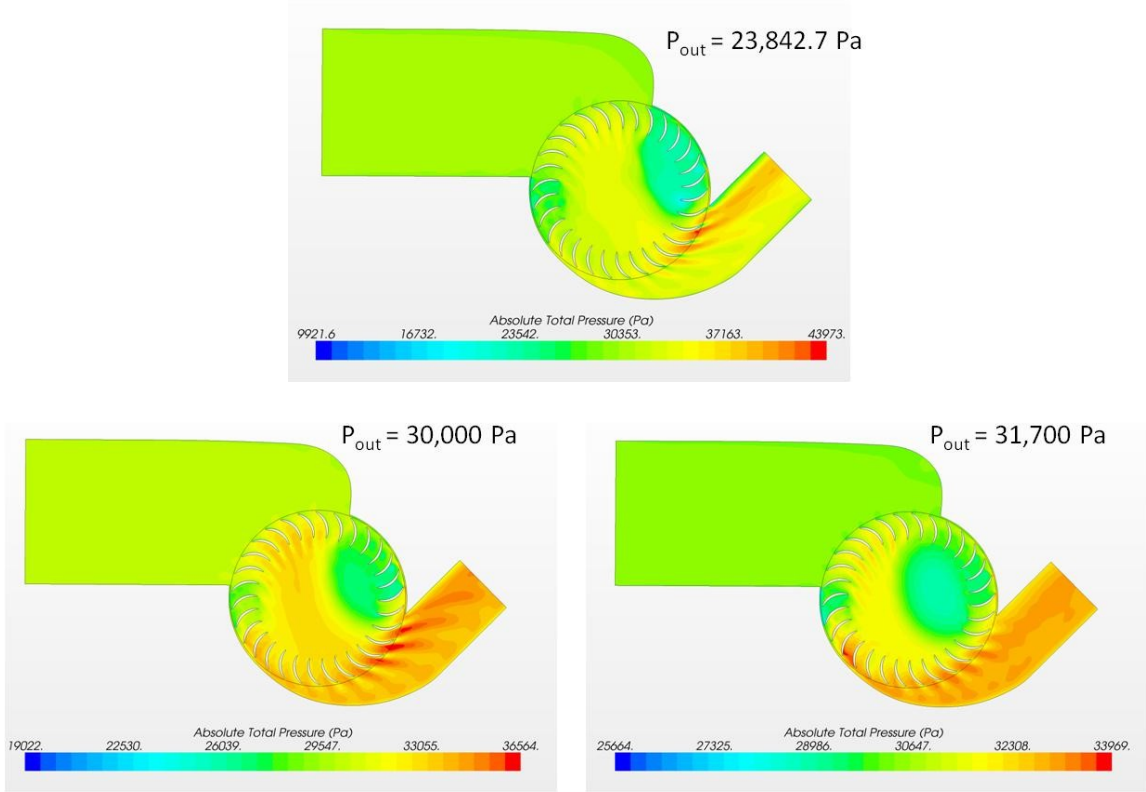 P_out = 23,842.7 Pa
Absolute Total Pressure (Pa)
9921.6 16732. 23542. 30353. 37163. 43973.
P_out = 30,000 Pa
P_out = 31,700 Pa
Absolute Total Pressure (Pa)
19022. 22530. 26039. 29547. 33055. 36564.
Absolute Total Pressure (Pa)
25664. 27325. 28986. 30647. 32308. 33969.